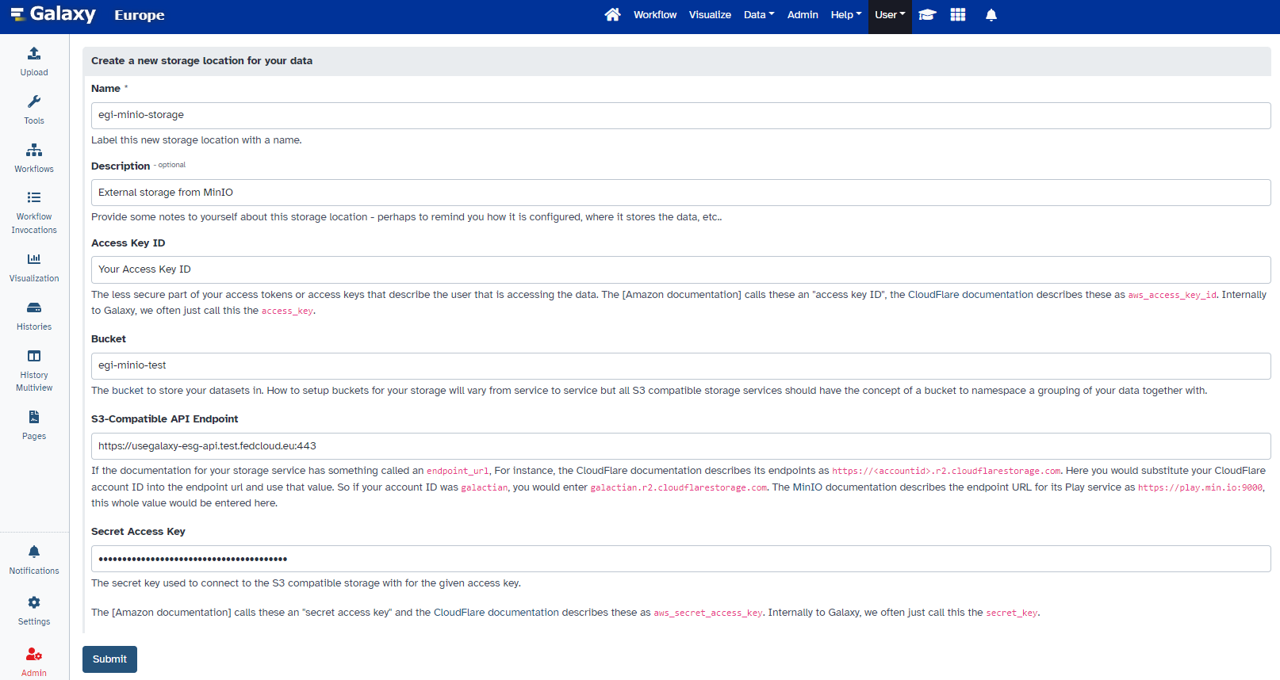 Galaxy Europe
Workflow Visualize Data Admin Help User
Upload
Tools
Workflows
Workflow
Invocations
Visualization
Histories
History
Multiview
Pages
Notifications
Settings
Admin
Create a new storage location for your data
Name *
egi-minio-storage
Label this new storage location with a name.
Description - optional
External storage from MinIO
Provide some notes to yourself about this storage location - perhaps to remind you how it is configured, where it stores the data, etc..
Access Key ID
Your Access Key ID
The less secure part of your access tokens or access keys that describe the user that is accessing the data. The [Amazon documentation] calls these an "access key ID", the CloudFlare documentation describes these as aws_access_key_id. Internally
to Galaxy, we often just call this the access_key.
Bucket
egi-minio-test
The bucket to store your datasets in. How to setup buckets for your storage will vary from service to service but all S3 compatible storage services should have the concept of a bucket to namespace a grouping of your data together with.
S3-Compatible API Endpoint
https://usegalaxy-esg-api.test.fedcloud.eu:443
If the documentation for your storage service has something called an endpoint_url, For instance, the CloudFlare documentation describes its endpoints as https://<accountid>.r2.cloudflarestorage.com. Here you would substitute your CloudFlare
account ID into the endpoint url and use that value. So if your account ID was galactian, you would enter galactian.r2.cloudflarestorage.com. The MinIO documentation describes the endpoint URL for its Play service as https://play.min.io:9000,
this whole value would be entered here.
Secret Access Key
••••••••••••••••••••••••••••••••••••••••
The secret key used to connect to the S3 compatible storage with for the given access key.
The [Amazon documentation] calls these an "secret access key" and the CloudFlare documentation describes these as aws_secret_access_key. Internally to Galaxy, we often just call this the secret_key.
Submit